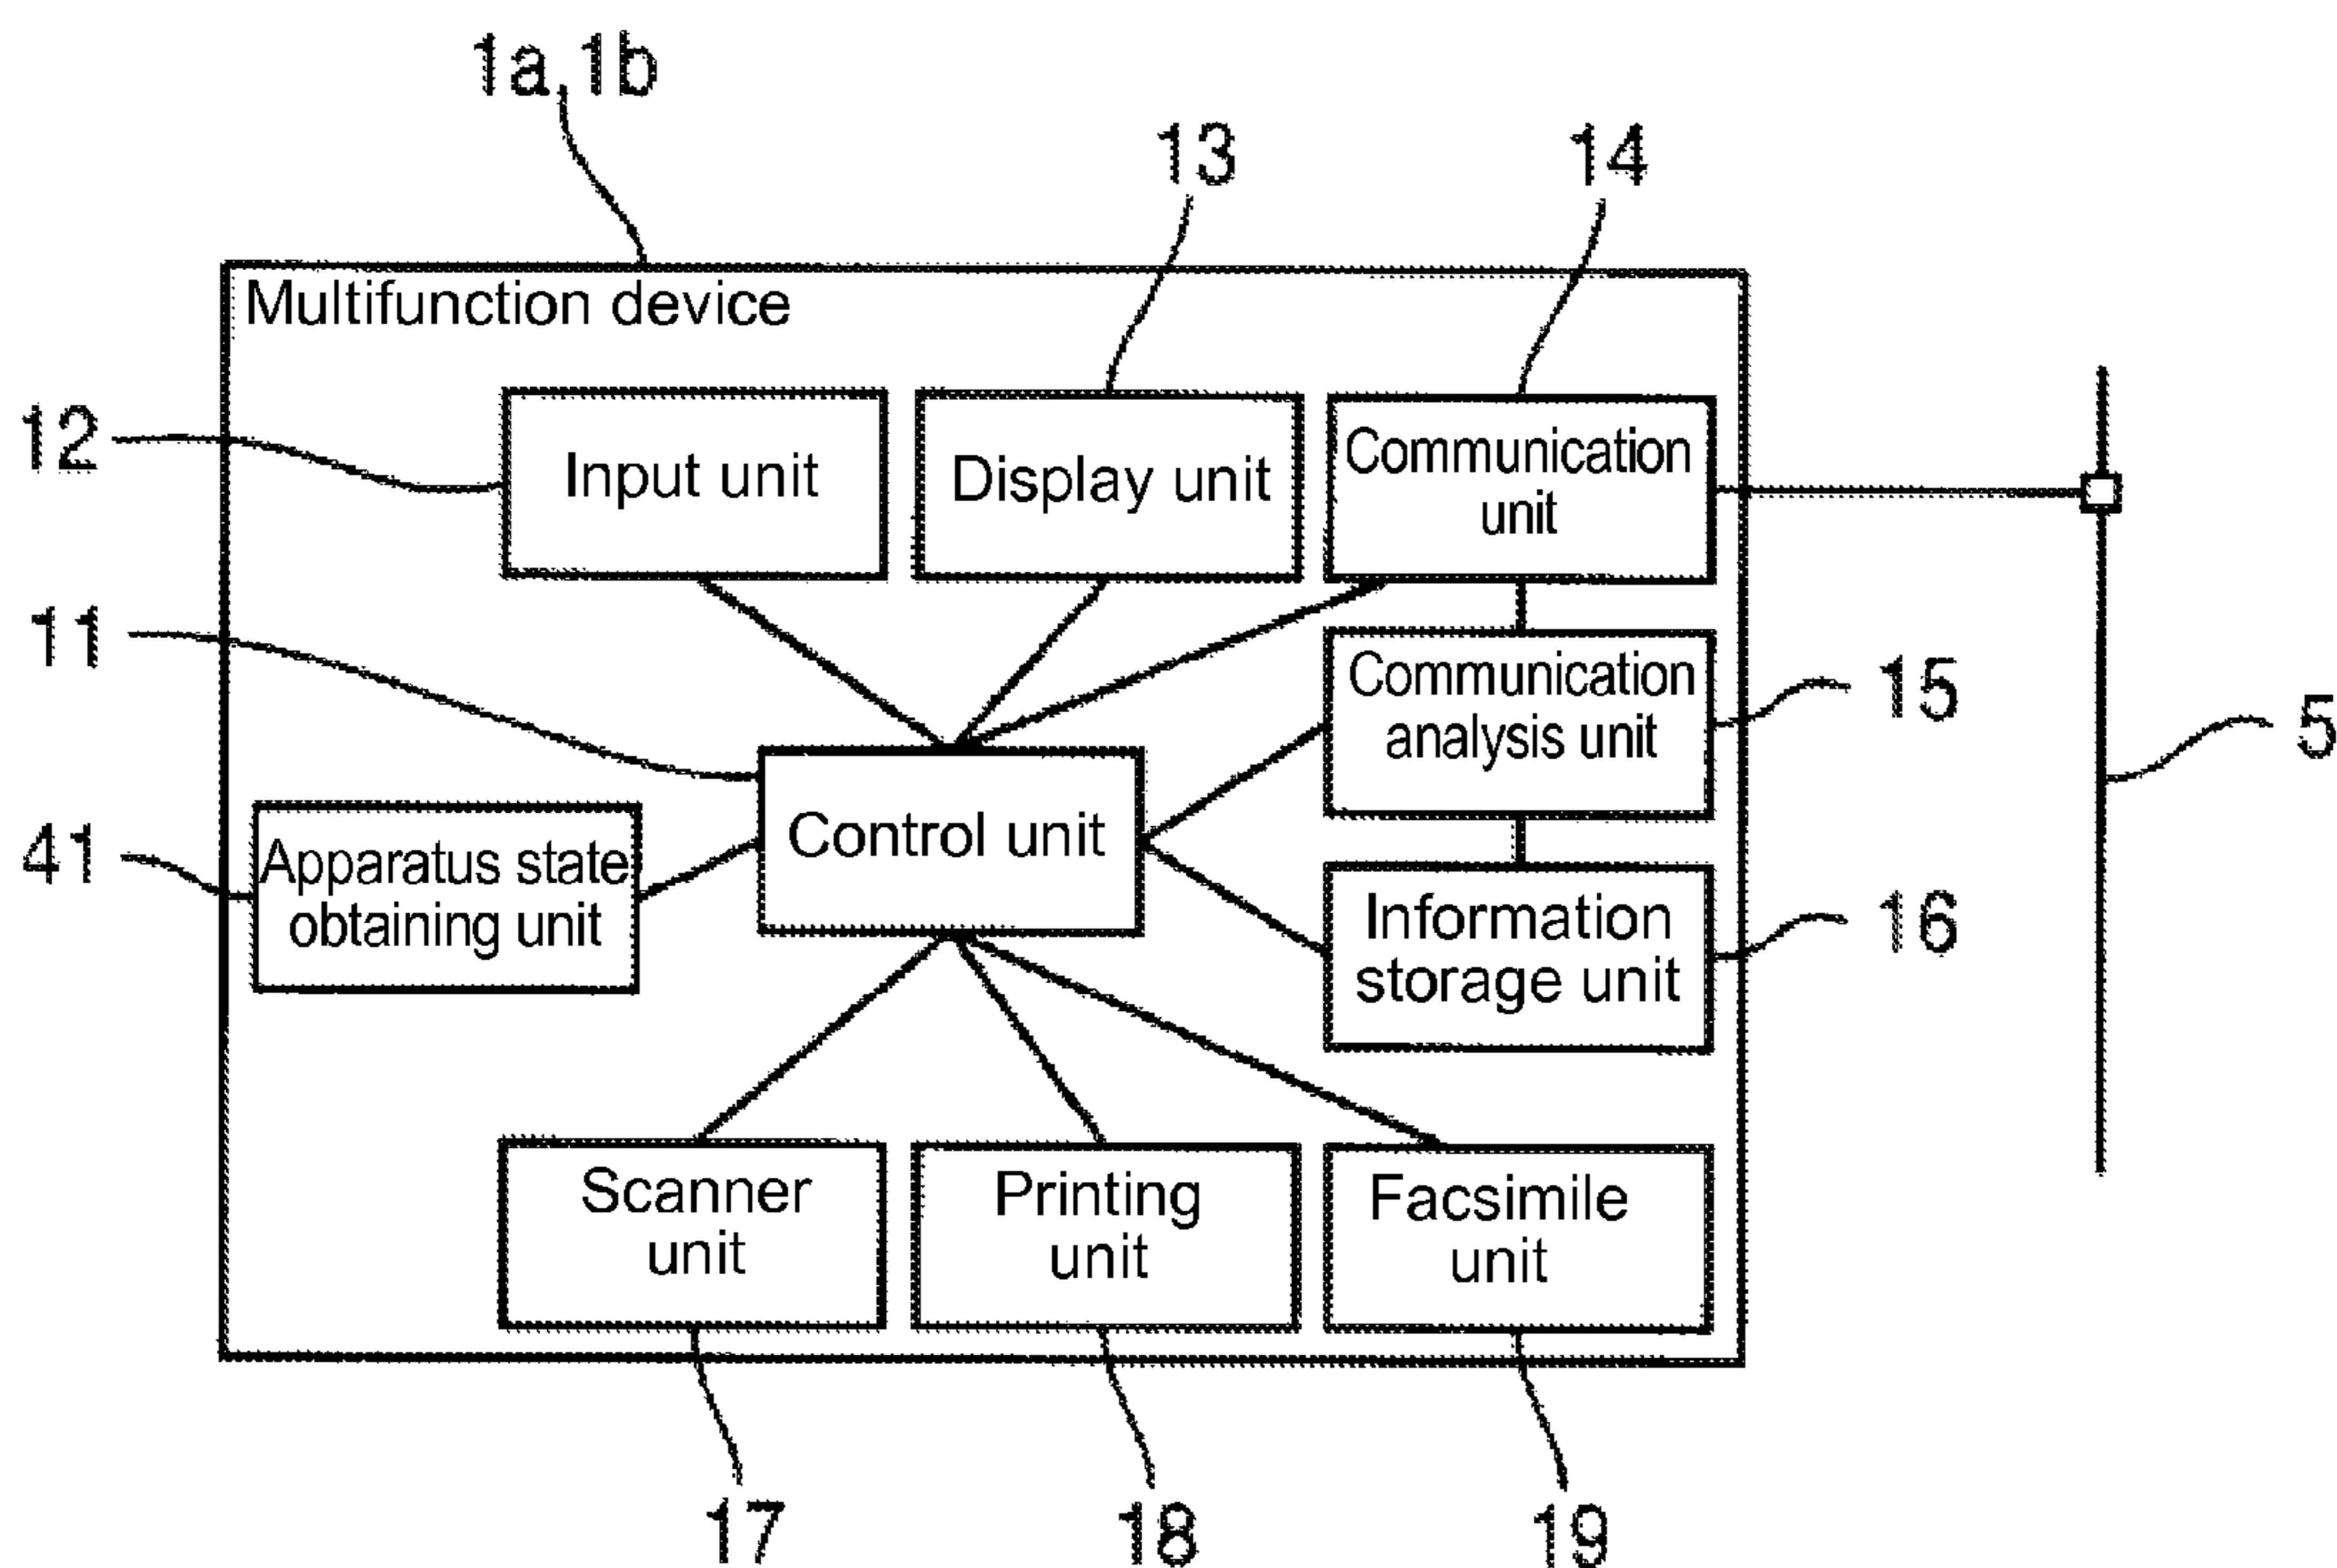 1a,1b
13
14
Multifunction device
12
Input unit
Display unit
Communication
unit
11
Communication
analysis unit
15
5
Control unit
41
Apparatus state
obtaining unit
Information
storage unit
16
Scanner
unit
Printing
unit
Facsimile
unit
17
18
19